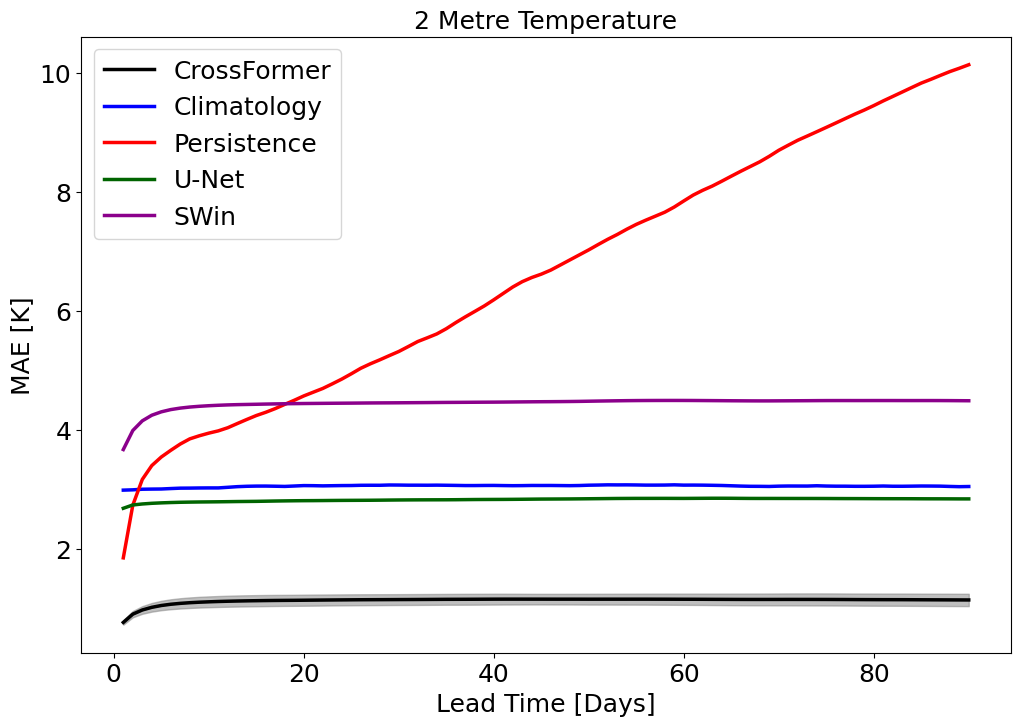 2 Metre Temperature
CrossFormer
Climatology
Persistence
U-Net
SWin
MAE [K]
10
8
6
4
2
0 20 40 60 80
Lead Time [Days]